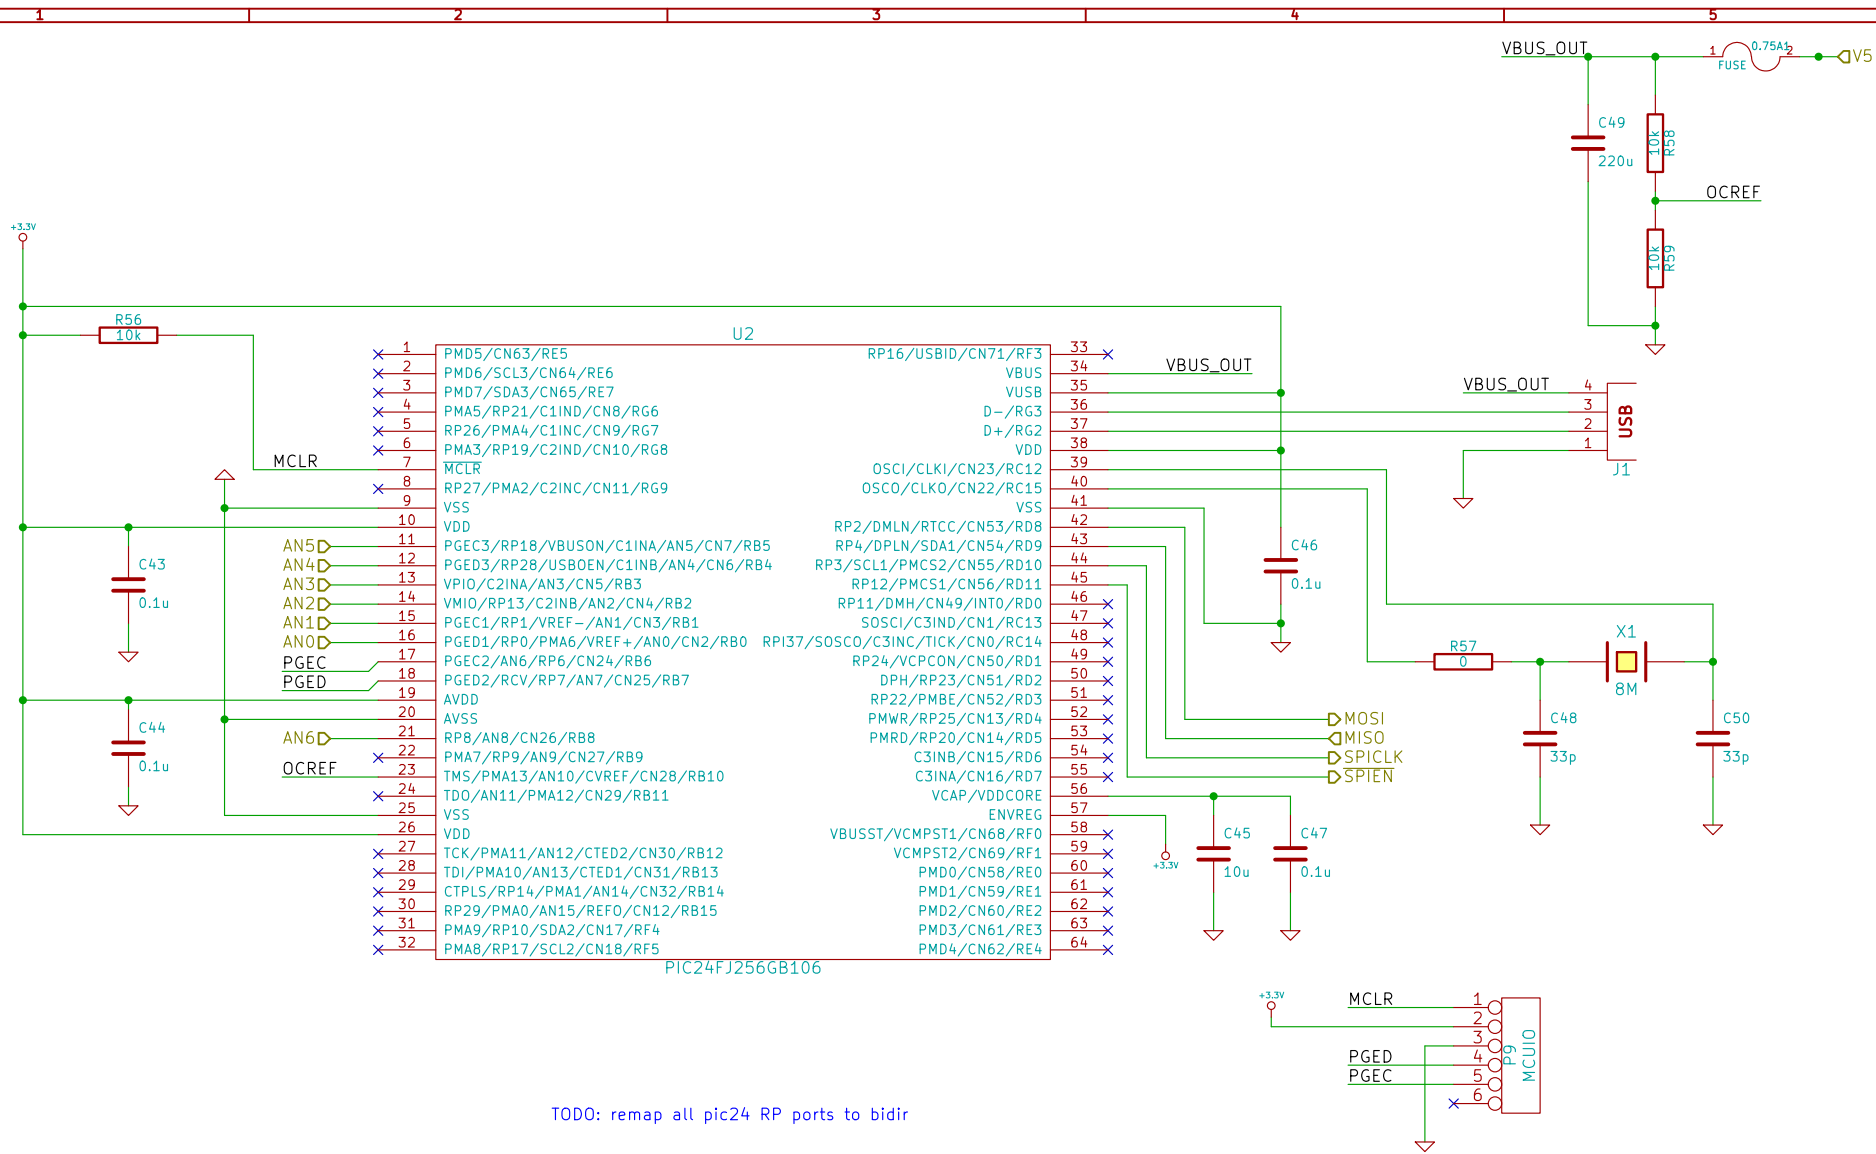 1 2 3 4 5
VBUS_OUT
1 0.75A1 2
FUSE
V5
C49
220u
10k
R58
OCREF
10k
R59
+3.3V
R56
10k
U2
1 PMD5/CN63/RE5
2 PMD6/SCL3/CN64/RE6
3 PMD7/SDA3/CN65/RE7
4 PMA5/RP21/C1IND/CN8/RG6
5 RP26/PMA4/C1INC/CN9/RG7
6 PMA3/RP19/C2IND/CN10/RG8
MCLR 7 MCLR
8 RP27/PMA2/C2INC/CN11/RG9
9 VSS
10 VDD
AN5 11 PGEC3/RP18/VBUSON/C1INA/AN5/CN7/RB5
AN4 12 PGED3/RP28/USBOEN/C1INB/AN4/CN6/RB4
AN3 13 VPIO/C2INA/AN3/CN5/RB3
AN2 14 VMIO/RP13/C2INB/AN2/CN4/RB2
AN1 15 PGEC1/RP1/VREF-/AN1/CN3/RB1
AN0 16 PGED1/RP0/PMA6/VREF+/AN0/CN2/RB0
PGEC 17 PGEC2/AN6/RP6/CN24/RB6
PGED 18 PGED2/RCV/RP7/AN7/CN25/RB7
19 AVDD
20 AVSS
AN6 21 RP8/AN8/CN26/RB8
22 PMA7/RP9/AN9/CN27/RB9
OCREF 23 TMS/PMA13/AN10/CVREF/CN28/RB10
24 TDO/AN11/PMA12/CN29/RB11
25 VSS
26 VDD
27 TCK/PMA11/AN12/CTED2/CN30/RB12
28 TDI/PMA10/AN13/CTED1/CN31/RB13
29 CTPLS/RP14/PMA1/AN14/CN32/RB14
30 RP29/PMA0/AN15/REFO/CN12/RB15
31 PMA9/RP10/SDA2/CN17/RF4
32 PMA8/RP17/SCL2/CN18/RF5
C43
0.1u
C44
0.1u
RP16/USBID/CN71/RF3 33
VBUS 34 VBUS_OUT
VUSB 35
D-/RG3 36
D+/RG2 37
VDD 38
OSCI/CLKI/CN23/RC12 39
OSCO/CLKO/CN22/RC15 40
VSS 41
RP2/DMLN/RTCC/CN53/RD8 42
RP4/DPLN/SDA1/CN54/RD9 43
RP3/SCL1/PMCS2/CN55/RD10 44
RP12/PMCS1/CN56/RD11 45
RP11/DMH/CN49/INT0/RD0 46
SOSCI/C3IND/CN1/RC13 47
RPI37/SOSCO/C3INC/TICK/CN0/RC14 48
RP24/VCPCON/CN50/RD1 49
DPH/RP23/CN51/RD2 50
RP22/PMBE/CN52/RD3 51
PMWR/RP25/CN13/RD4 52
PMRD/RP20/CN14/RD5 53
C3INB/CN15/RD6 54
C3INA/CN16/RD7 55
VCAP/VDDCORE 56
ENVREG 57
VBUSST/VCMPST1/CN68/RF0 58
VCMPST2/CN69/RF1 59
PMD0/CN58/RE0 60
PMD1/CN59/RE1 61
PMD2/CN60/RE2 62
PMD3/CN61/RE3 63
PMD4/CN62/RE4 64
PIC24FJ256GB106
VBUS_OUT 4
3
2
1
USB
J1
C46
0.1u
R57
0
X1
8M
C48
33p
C50
33p
MOSI
MISO
SPICLK
SPIEN
+3.3V
C45
10u
C47
0.1u
+3.3V
MCLR 1
2
3
PGED 4
PGEC 5
6
P9
MCUIO
TODO: remap all pic24 RP ports to bidir